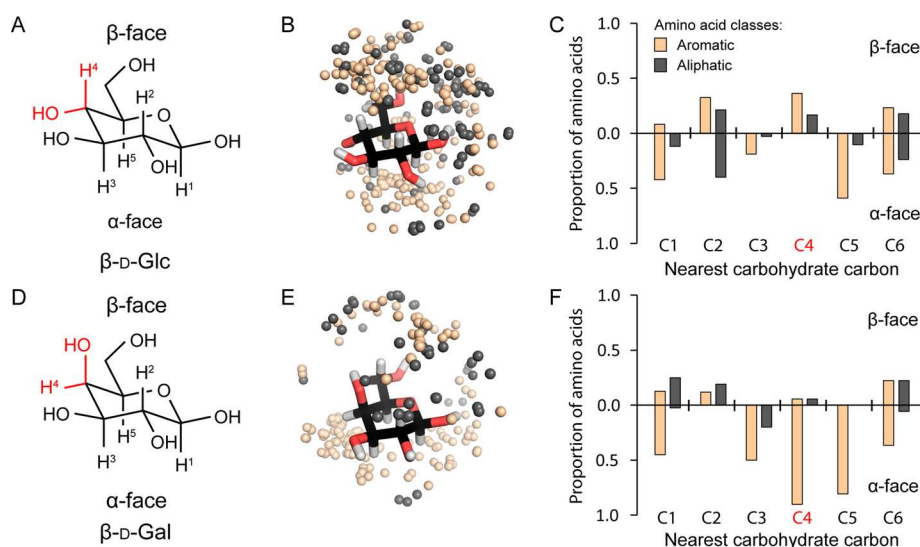 A
β-face
H⁴
OH
HO
H²
O
HO
OH
H⁵
OH
H³
H¹
α-face
β-D-Glc
B
C
Amino acid classes:
Aromatic
Aliphatic
β-face
Proportion of amino acids
1.0
0.5
0.0
0.5
1.0
α-face
C1 C2 C3 C4 C5 C6
Nearest carbohydrate carbon
D
β-face
HO
OH
H²
H⁴
O
HO
OH
H⁵
OH
H³
H¹
α-face
β-D-Gal
E
F
β-face
Proportion of amino acids
1.0
0.5
0.0
0.5
1.0
α-face
C1 C2 C3 C4 C5 C6
Nearest carbohydrate carbon